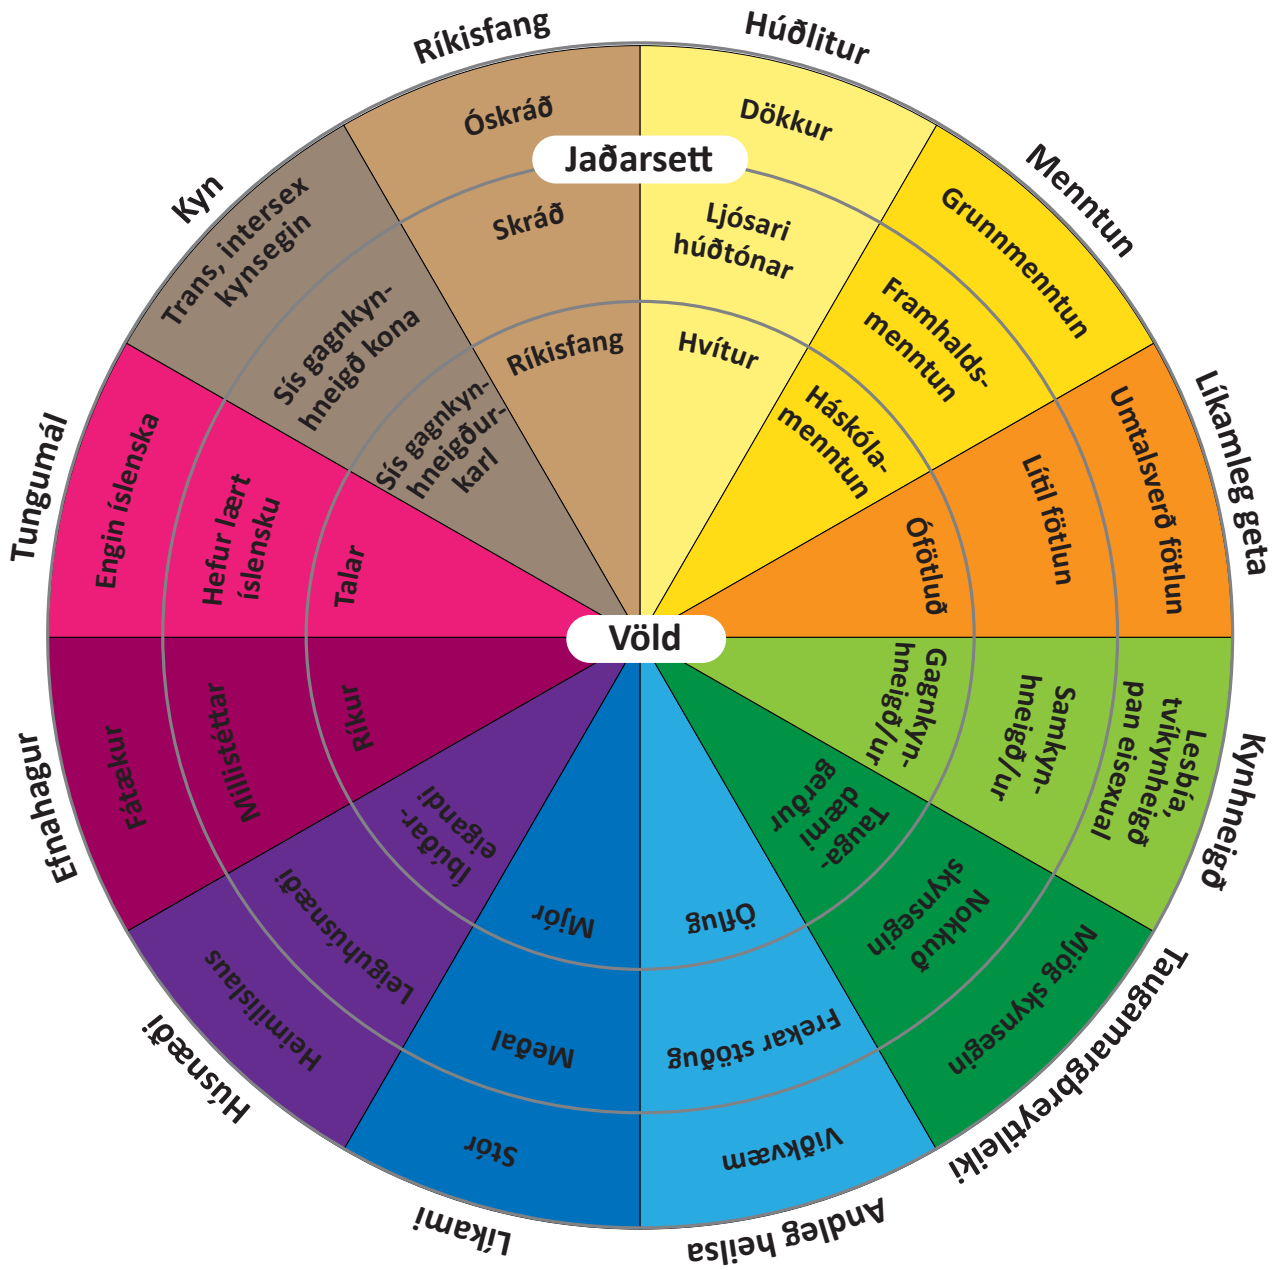 Jaðarsett
Völd
Húðlitur
Dökkur
Ljósari
húðtónar
Hvítur
Menntun
Grunnmenntun
Framhalds-
menntun
Háskóla-
menntun
Líkamleg geta
Umtalsverð fötlun
Lítil fötlun
Ófötluð
Kynhneigð
Lesbía,
tvíkynheigð
pan eisexual
Samkyn-
hneigð/ur
Gagnkyn-
hneigð/ur
Taugamargbreytileiki
Mjög skynsegin
Nokkuð
skynsegin
Tauga-
dæmi
gerður
Andleg heilsa
Viðkvæm
Frekar stöðug
Öflug
Líkami
Stór
Meðal
Mjór
Húsnæði
Heimilislaus
Leiguhúsnæði
Íbúðar-
eigandi
Efnahagur
Fátækur
Millistéttar
Ríkur
Tungumál
Engin íslenska
Hefur lært
íslensku
Talar
Kyn
Trans, intersex
kynsegin
Sís gagnkyn-
hneigð kona
Sís gagnkyn-
hneigður-
karl
Ríkisfang
Óskráð
Skráð
Ríkisfang